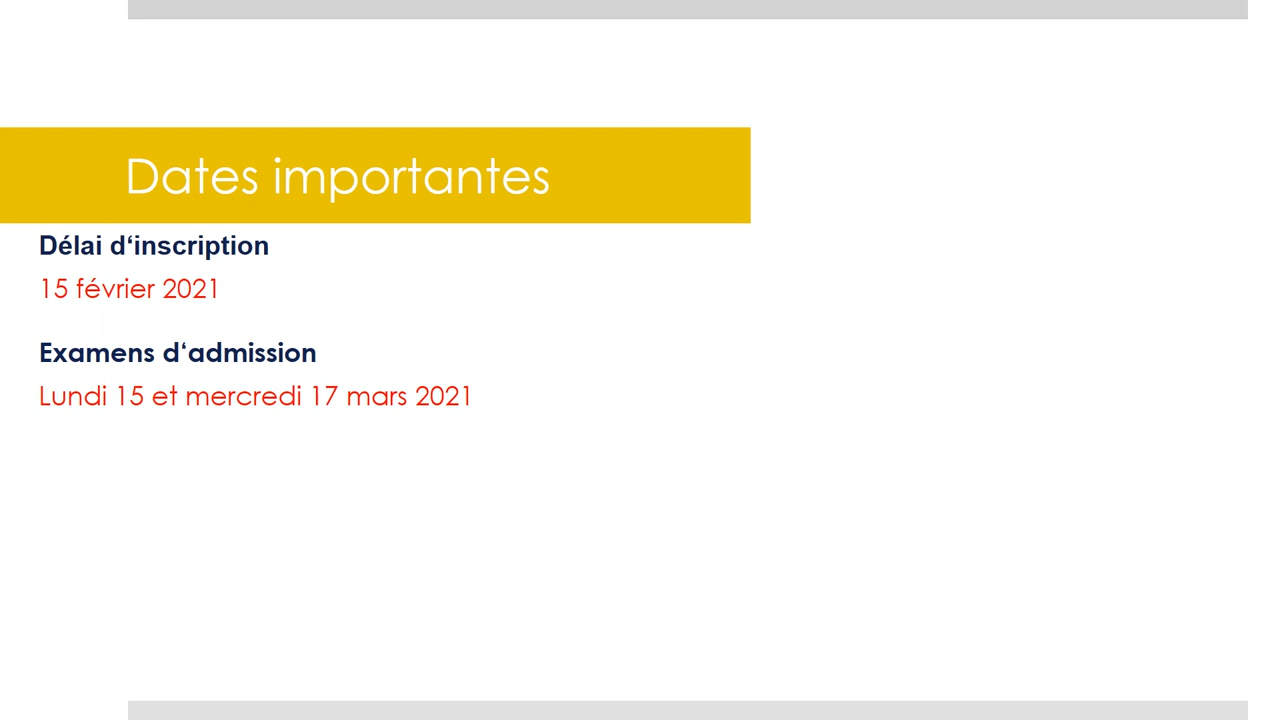 Dates importantes
Délai d‘inscription
15 février 2021
Examens d‘admission
Lundi 15 et mercredi 17 mars 2021